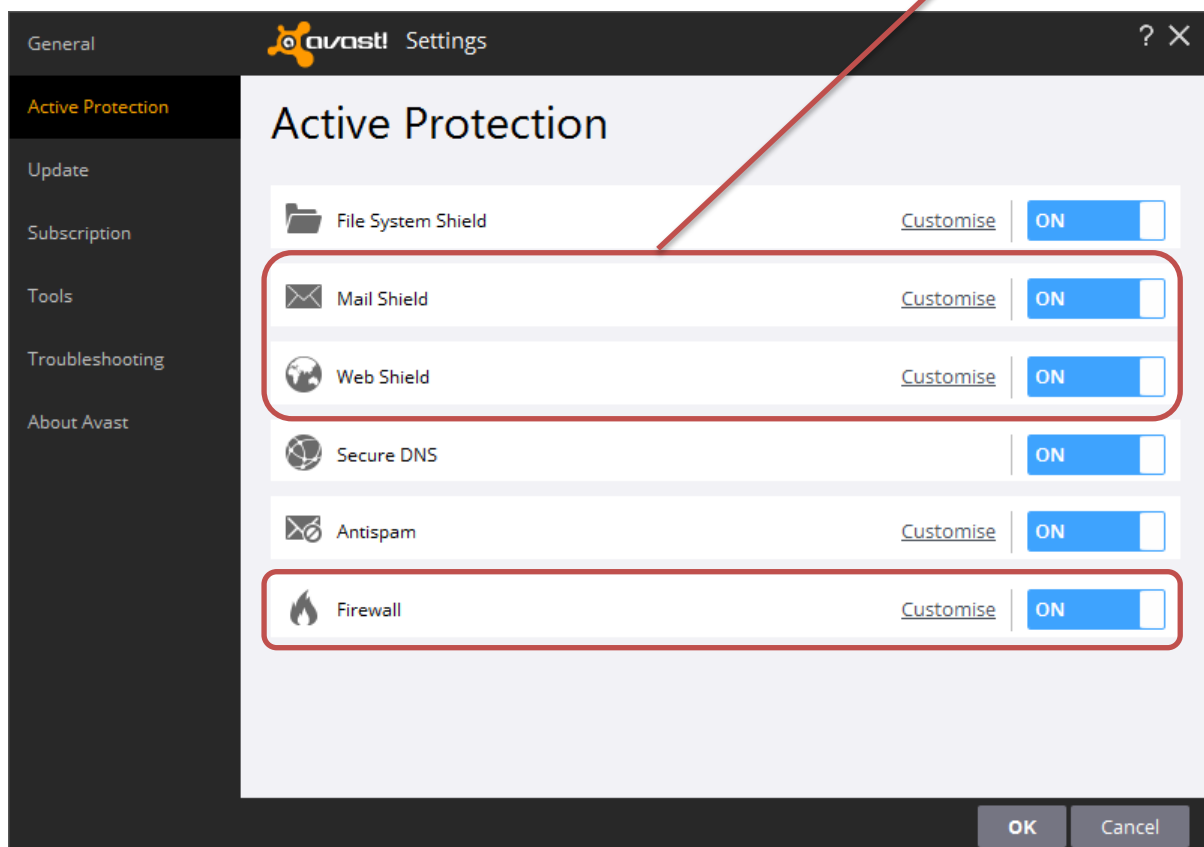 General
avast! Settings
? ×
Active Protection
Update
Subscription
Tools
Troubleshooting
About Avast
Active Protection
File System Shield Customise ON
Mail Shield Customise ON
Web Shield Customise ON
Secure DNS ON
Antispam Customise ON
Firewall Customise ON
OK Cancel